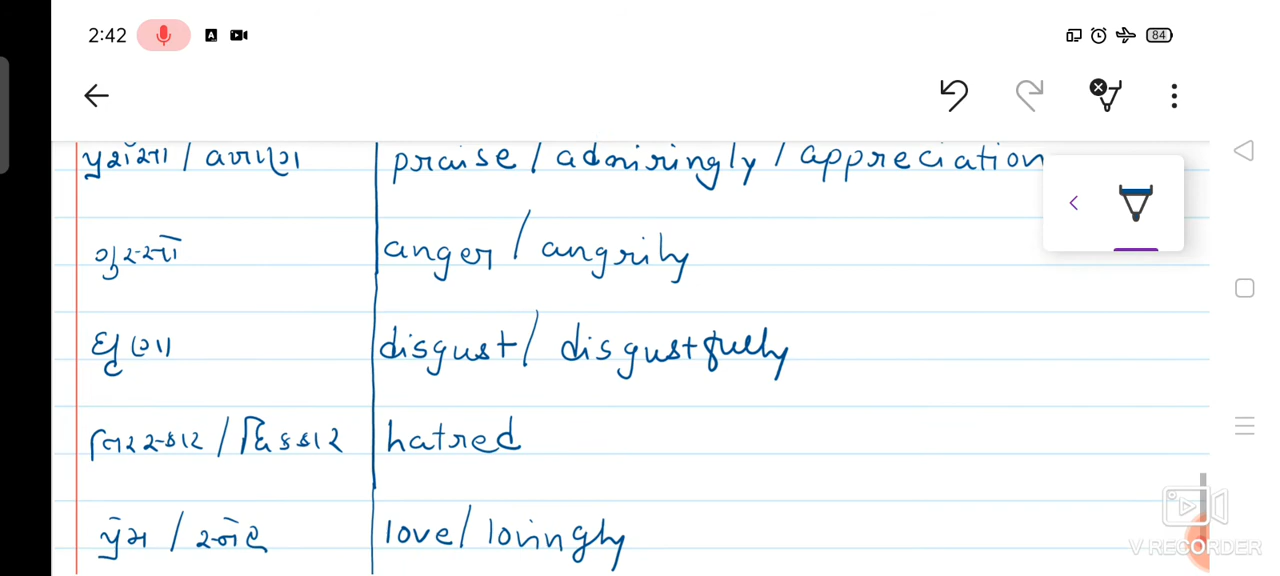 2:42 84
પ્રશંસા / વખાણ praise / admiringly / appreciation
ગુસ્સો anger / angrily
ઘૃણા disgust / disgustfully
તિરસ્કાર / ધિક્કાર hatred
પ્રેમ / સ્નેહ love / lovingly
V RECORDER